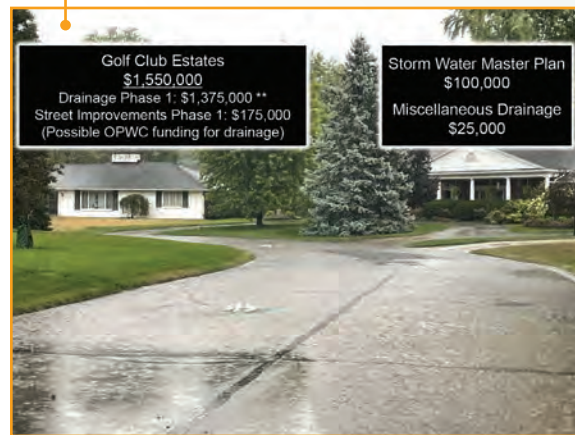 Golf Club Estates
$1,550,000
Drainage Phase 1: $1,375,000 **
Street Improvements Phase 1: $175,000
(Possible OPWC funding for drainage)
Storm Water Master Plan
$100,000
Miscellaneous Drainage
$25,000